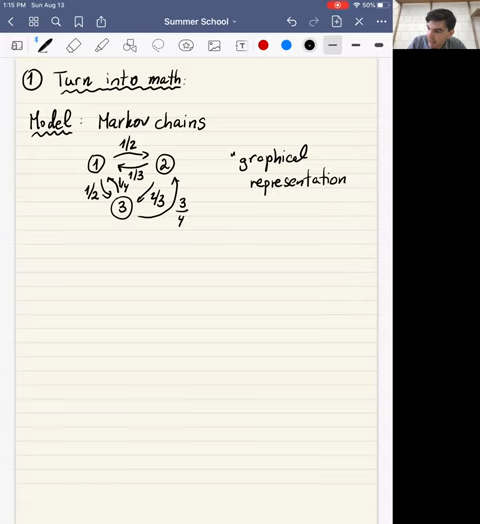 1:15 PM Sun Aug 13
50%
Summer School
T
1 Turn into math:
Model: Markov chains
1/2
1 2
1/3
1/2 1/4 2/3
3
3/4
"graphical
representation